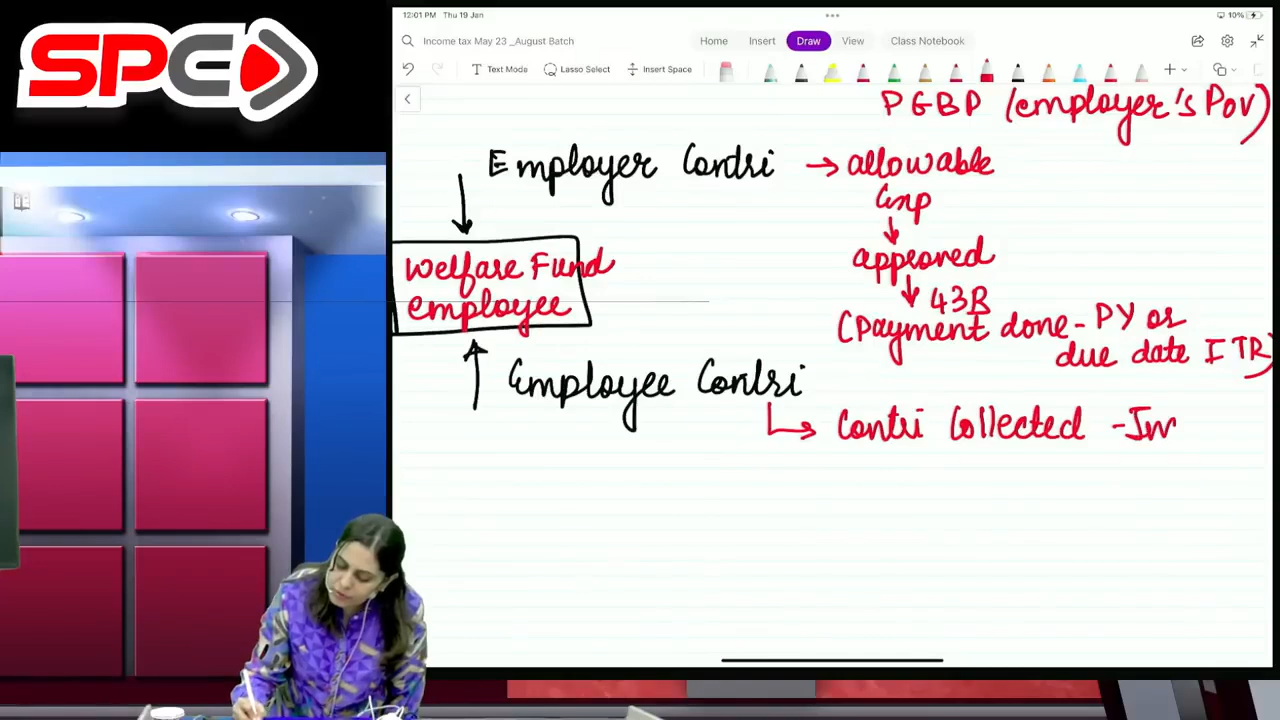 SPC
12:01 PM Thu 19 Jan
10%
Income tax May 23 _August Batch
Home Insert Draw View Class Notebook
Text Mode Lasso Select Insert Space
PGBP (employer's POV)
Employer Contri → allowable
Exp
approved
43B
(Payment done - PY or
due date ITR)
Welfare Fund
employee
Employee Contri
Contri Collected - In